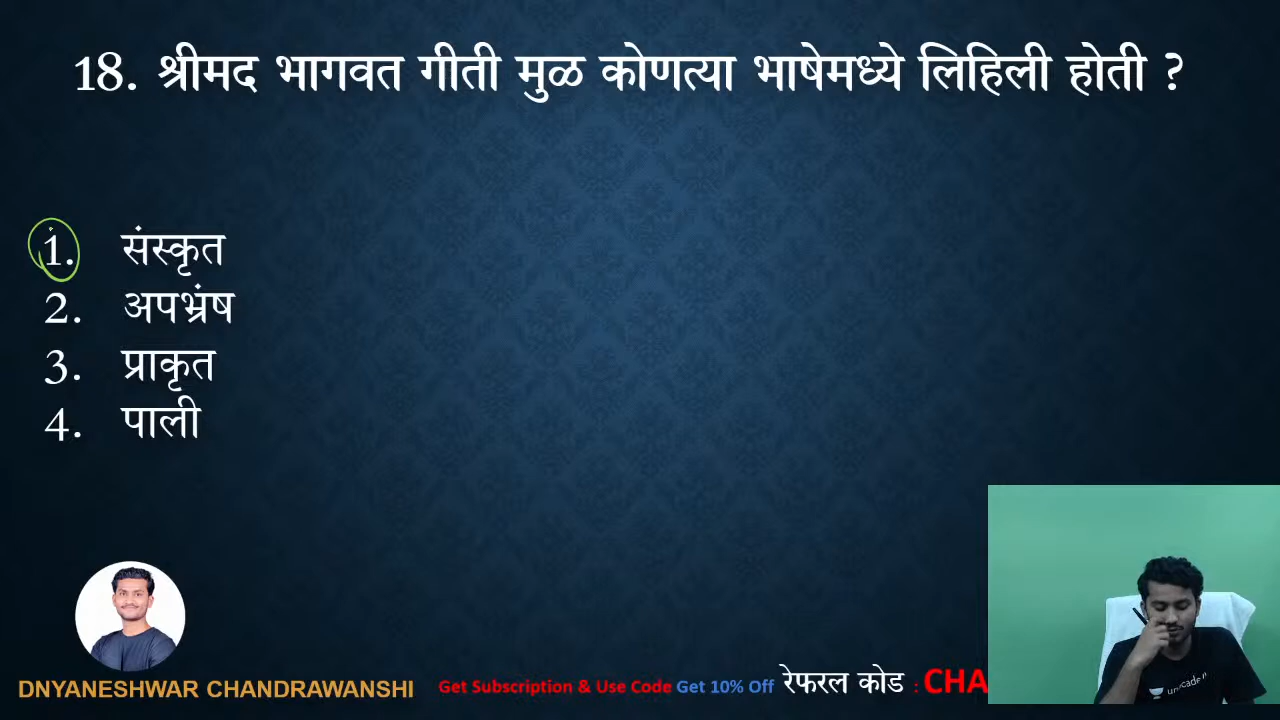 18. श्रीमद भागवत गीती मुळ कोणत्या भाषेमध्ये लिहिली होती ?
1. संस्कृत
2. अपभ्रंष
3. प्राकृत
4. पाली
DNYANESHWAR CHANDRAWANSHI
Get Subscription & Use Code Get 10% Off रेफरल कोड : CHA